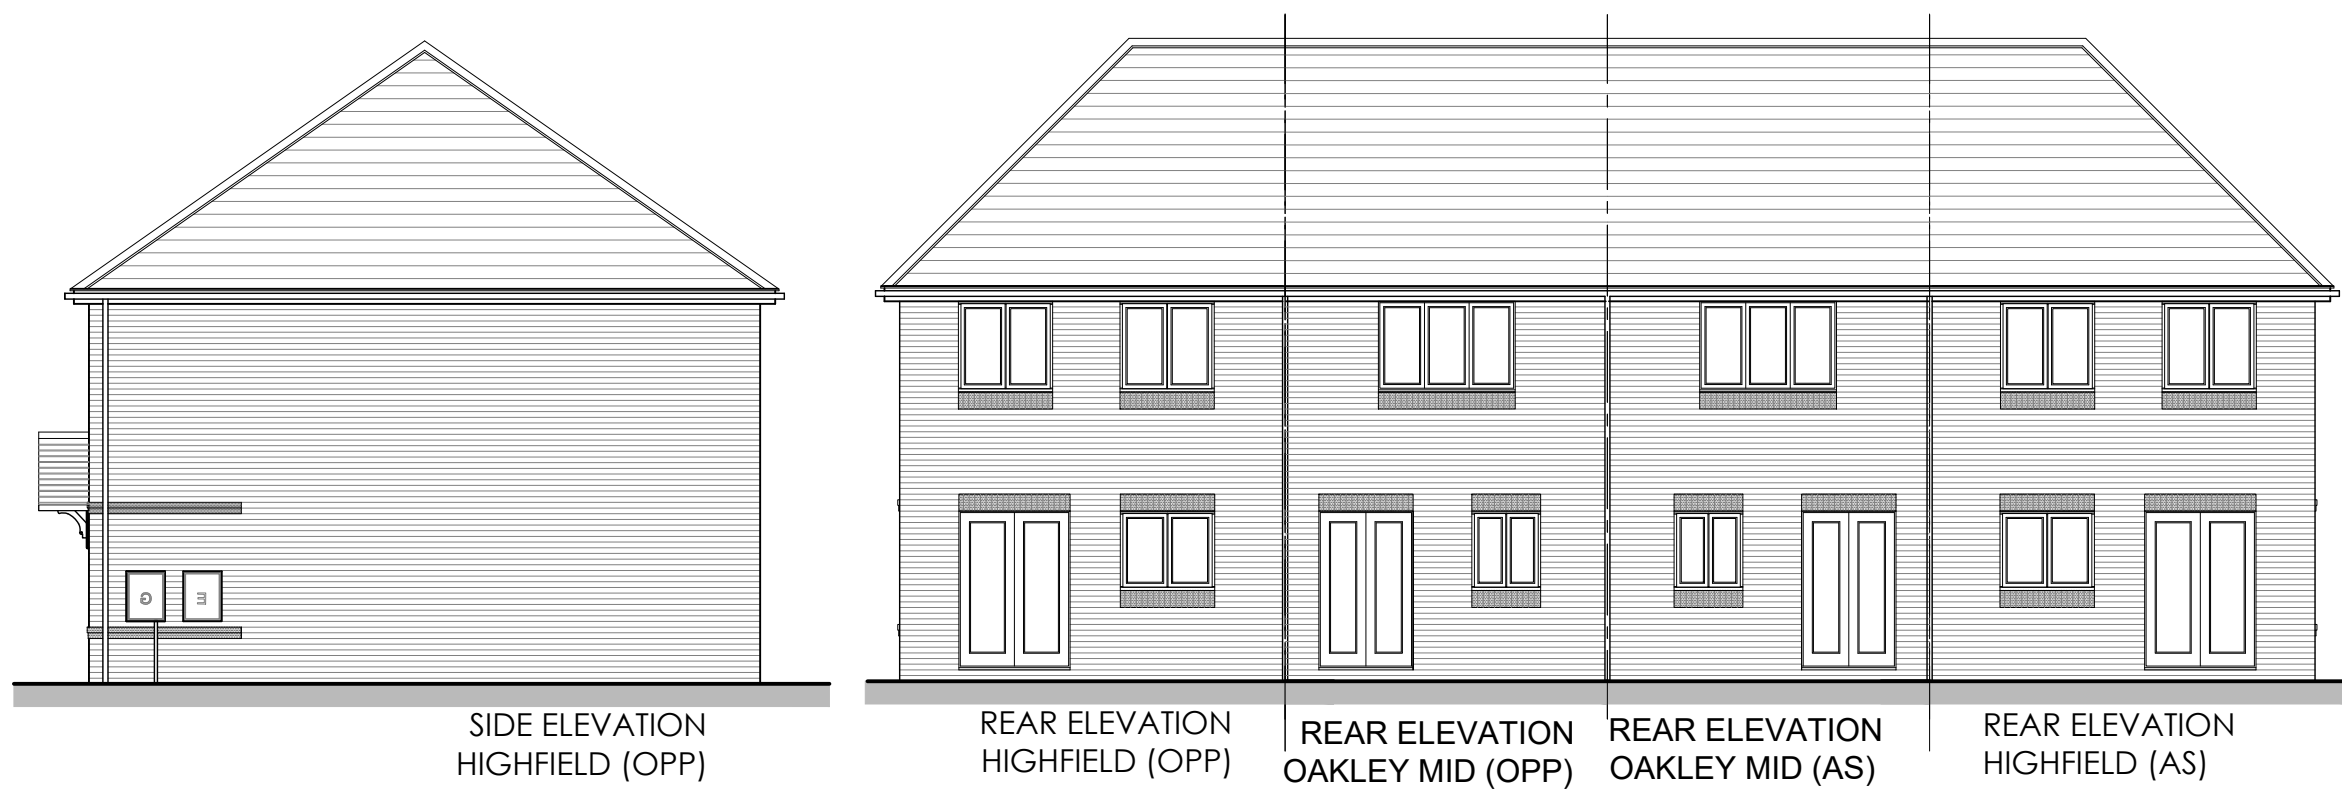 G
E
SIDE ELEVATION
HIGHFIELD (OPP)
REAR ELEVATION
HIGHFIELD (OPP)
REAR ELEVATION
OAKLEY MID (OPP)
REAR ELEVATION
OAKLEY MID (AS)
REAR ELEVATION
HIGHFIELD (AS)